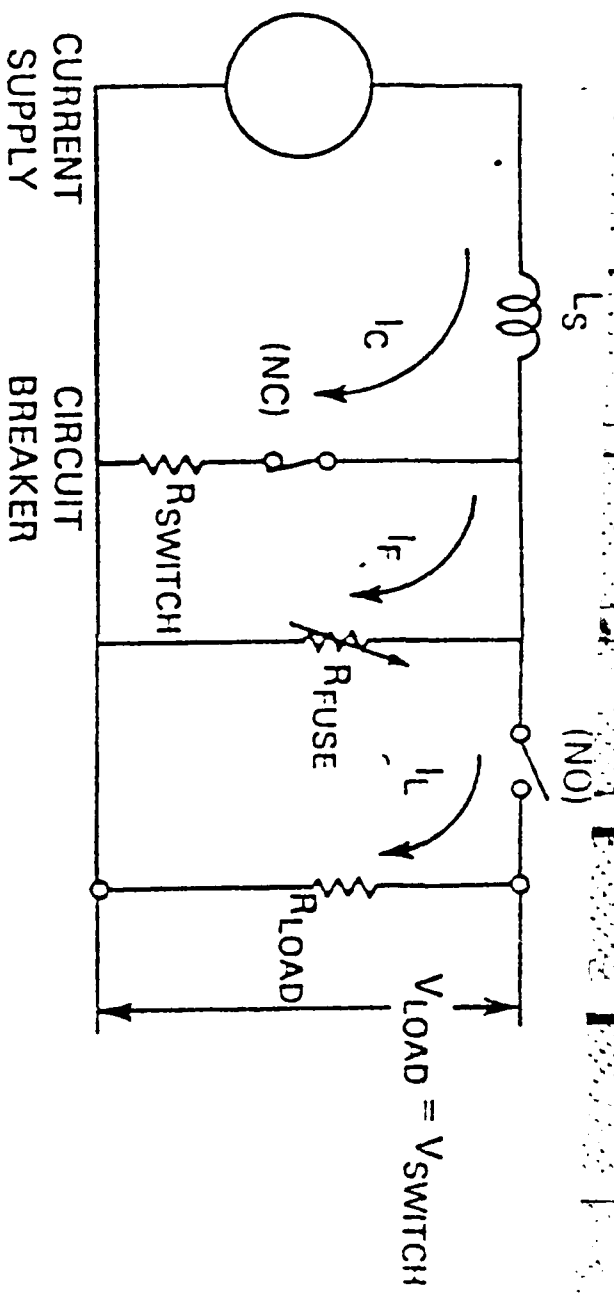 L_S
(NO)
V_LOAD = V_SWITCH
I_C
I_F
I_L
(NC)
R_SWITCH
R_FUSE
R_LOAD
CURRENT
SUPPLY
CIRCUIT
BREAKER